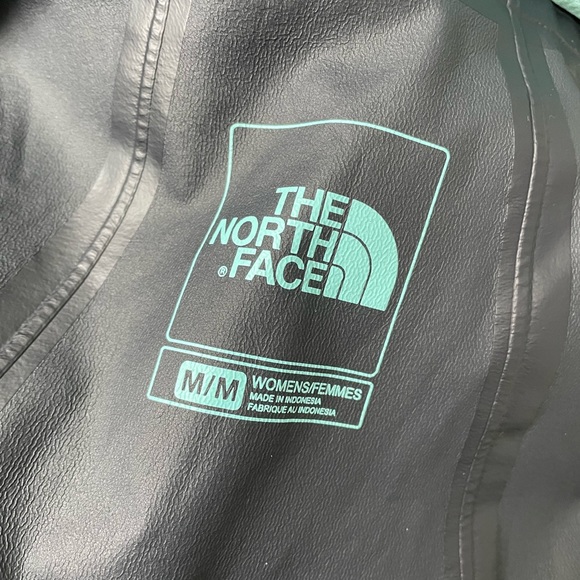 THE
NORTH
® FACE
M/M WOMENS/FEMMES
MADE IN INDONESIA
FABRIQUE AU INDONESIA